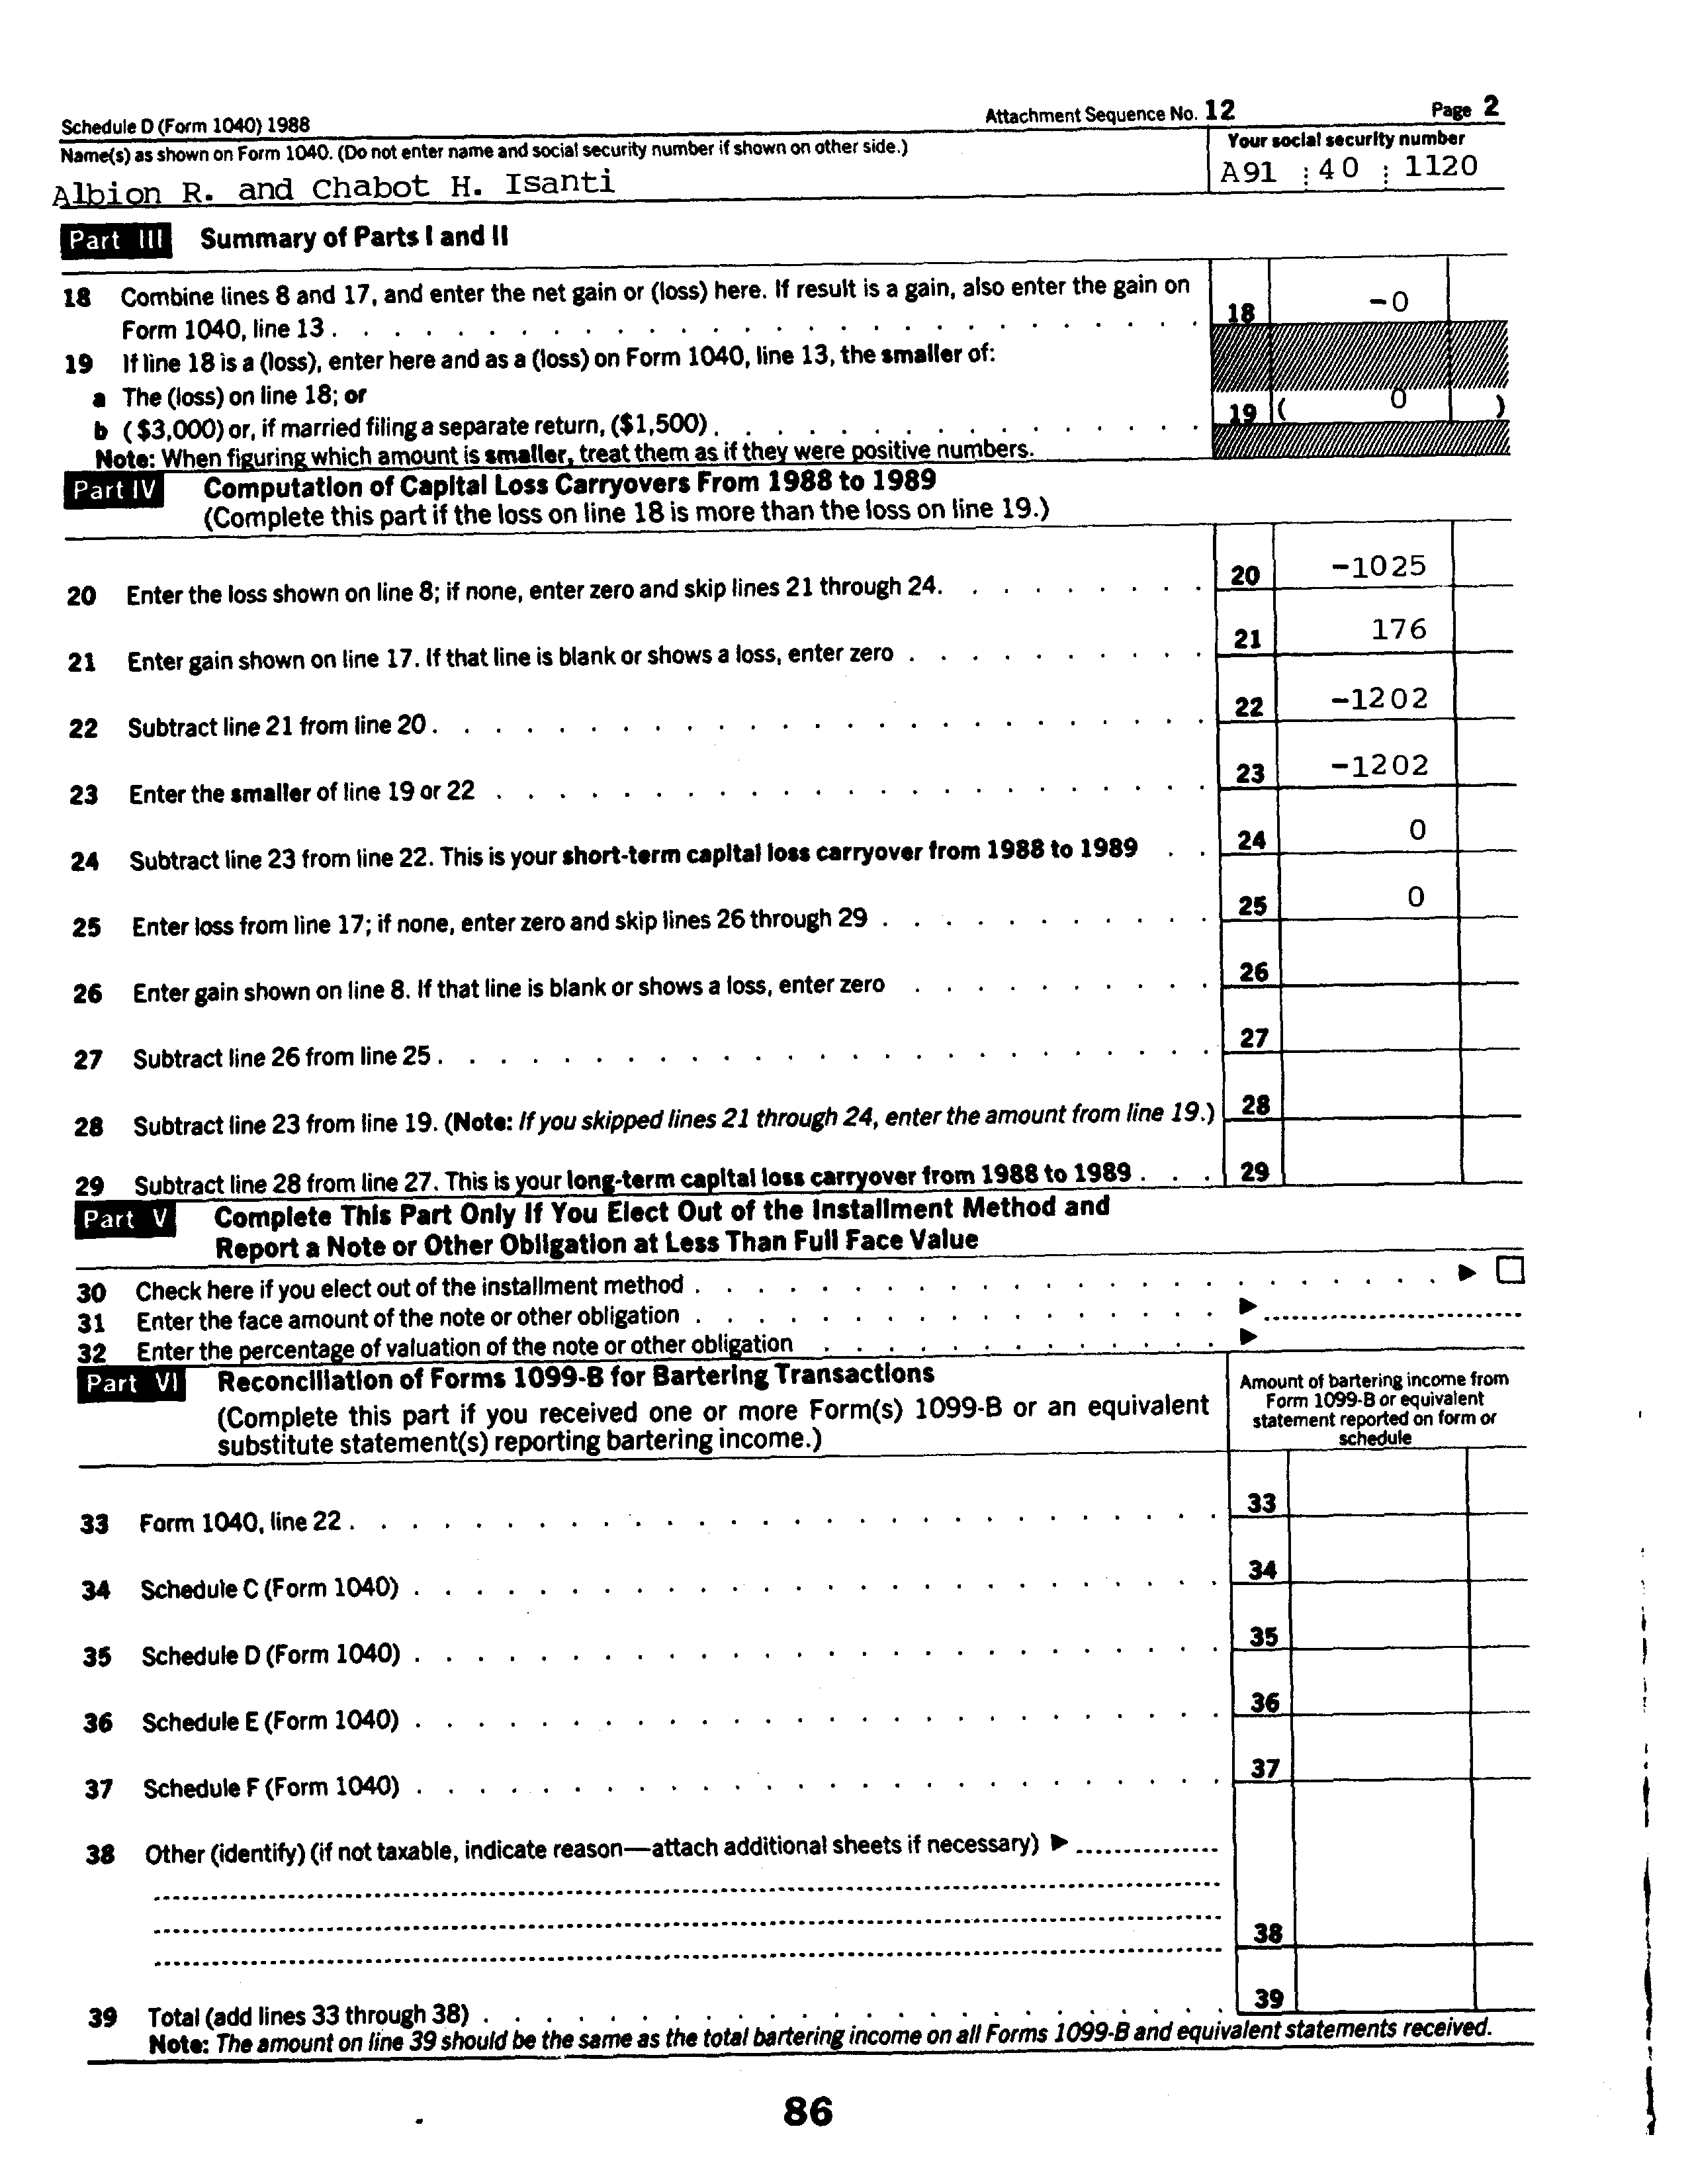 Schedule D (Form 1040) 1988 Attachment Sequence No. 12 Page 2
Name(s) as shown on Form 1040. (Do not enter name and social security number if shown on other side.) Your social security number
Albion R. and Chabot H. Isanti A91 40 1120
Part III Summary of Parts I and II
18 Combine lines 8 and 17, and enter the net gain or (loss) here. If result is a gain, also enter the gain on
Form 1040, line 13 . . . 18 -0
19 If line 18 is a (loss), enter here and as a (loss) on Form 1040, line 13, the smaller of:
a The (loss) on line 18; or
b ($3,000) or, if married filing a separate return, ($1,500) . . . 19 ( 0 )
Note: When figuring which amount is smaller, treat them as if they were positive numbers.
Part IV Computation of Capital Loss Carryovers From 1988 to 1989
(Complete this part if the loss on line 18 is more than the loss on line 19.)
20 Enter the loss shown on line 8; if none, enter zero and skip lines 21 through 24. . . . 20 -1025
21 Enter gain shown on line 17. If that line is blank or shows a loss, enter zero . . . 21 176
22 Subtract line 21 from line 20 . . . 22 -1202
23 Enter the smaller of line 19 or 22 . . . 23 -1202
24 Subtract line 23 from line 22. This is your short-term capital loss carryover from 1988 to 1989 . . 24 0
25 Enter loss from line 17; if none, enter zero and skip lines 26 through 29 . . . 25 0
26 Enter gain shown on line 8. If that line is blank or shows a loss, enter zero . . . 26
27 Subtract line 26 from line 25 . . . 27
28 Subtract line 23 from line 19. (Note: If you skipped lines 21 through 24, enter the amount from line 19.) 28
29 Subtract line 28 from line 27. This is your long-term capital loss carryover from 1988 to 1989 . . . 29
Part V Complete This Part Only If You Elect Out of the Installment Method and
Report a Note or Other Obligation at Less Than Full Face Value
30 Check here if you elect out of the installment method . . . ▶ ☐
31 Enter the face amount of the note or other obligation . . . ▶
32 Enter the percentage of valuation of the note or other obligation . . . ▶
Part VI Reconciliation of Forms 1099-B for Bartering Transactions
(Complete this part if you received one or more Form(s) 1099-B or an equivalent
substitute statement(s) reporting bartering income.)
Amount of bartering income from
Form 1099-B or equivalent
statement reported on form or
schedule
33 Form 1040, line 22 . . . 33
34 Schedule C (Form 1040) . . . 34
35 Schedule D (Form 1040) . . . 35
36 Schedule E (Form 1040) . . . 36
37 Schedule F (Form 1040) . . . 37
38 Other (identify) (if not taxable, indicate reason—attach additional sheets if necessary) ▶
38
39 Total (add lines 33 through 38) . . . 39
Note: The amount on line 39 should be the same as the total bartering income on all Forms 1099-B and equivalent statements received.
86